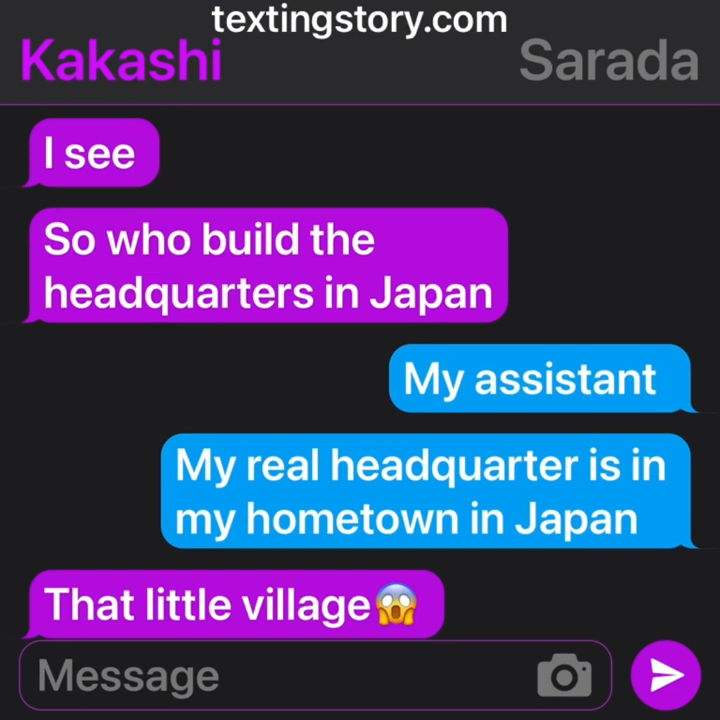 textingstory.com
Kakashi
Sarada
I see
So who build the
headquarters in Japan
My assistant
My real headquarter is in
my hometown in Japan
That little village😱
Message